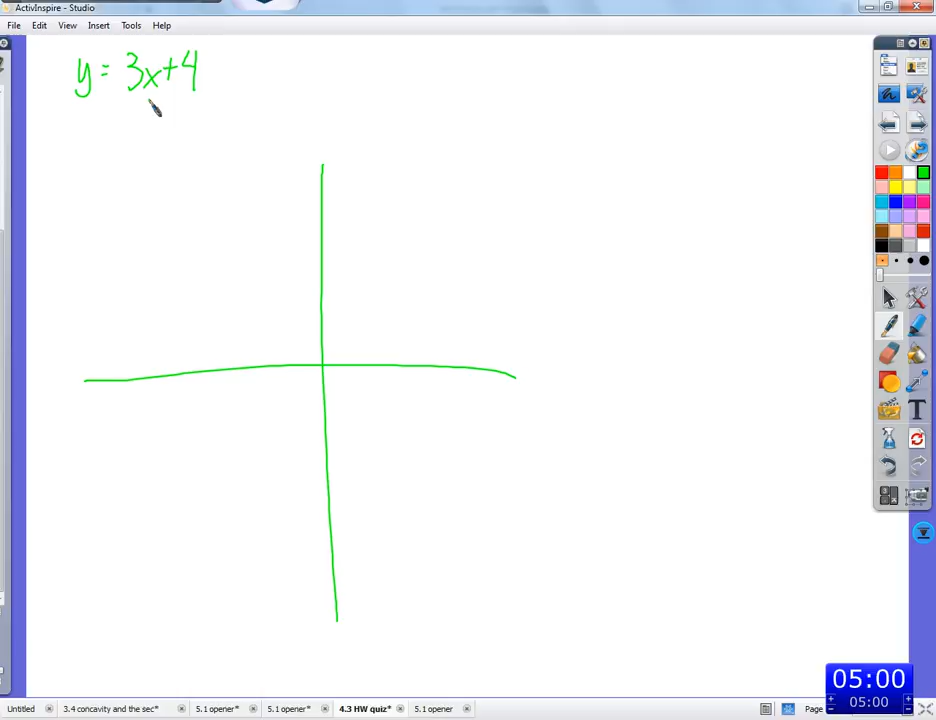 ActivInspire - Studio
File Edit View Insert Tools Help
y = 3x+4
05:00
05:00
Untitled 3.4 concavity and the sec* 5.1 opener* 5.1 opener* 4.3 HW quiz* 5.1 opener Page